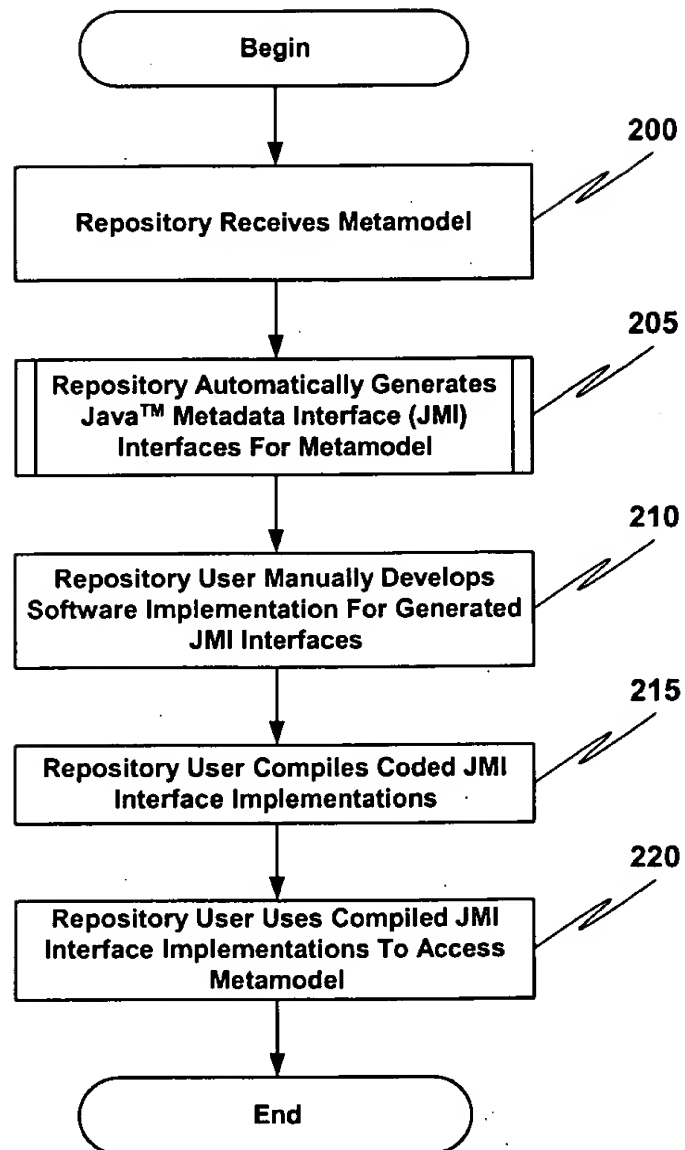 Begin
200
Repository Receives Metamodel
205
Repository Automatically Generates
Java™ Metadata Interface (JMI)
Interfaces For Metamodel
210
Repository User Manually Develops
Software Implementation For Generated
JMI Interfaces
215
Repository User Compiles Coded JMI
Interface Implementations
220
Repository User Uses Compiled JMI
Interface Implementations To Access
Metamodel
End